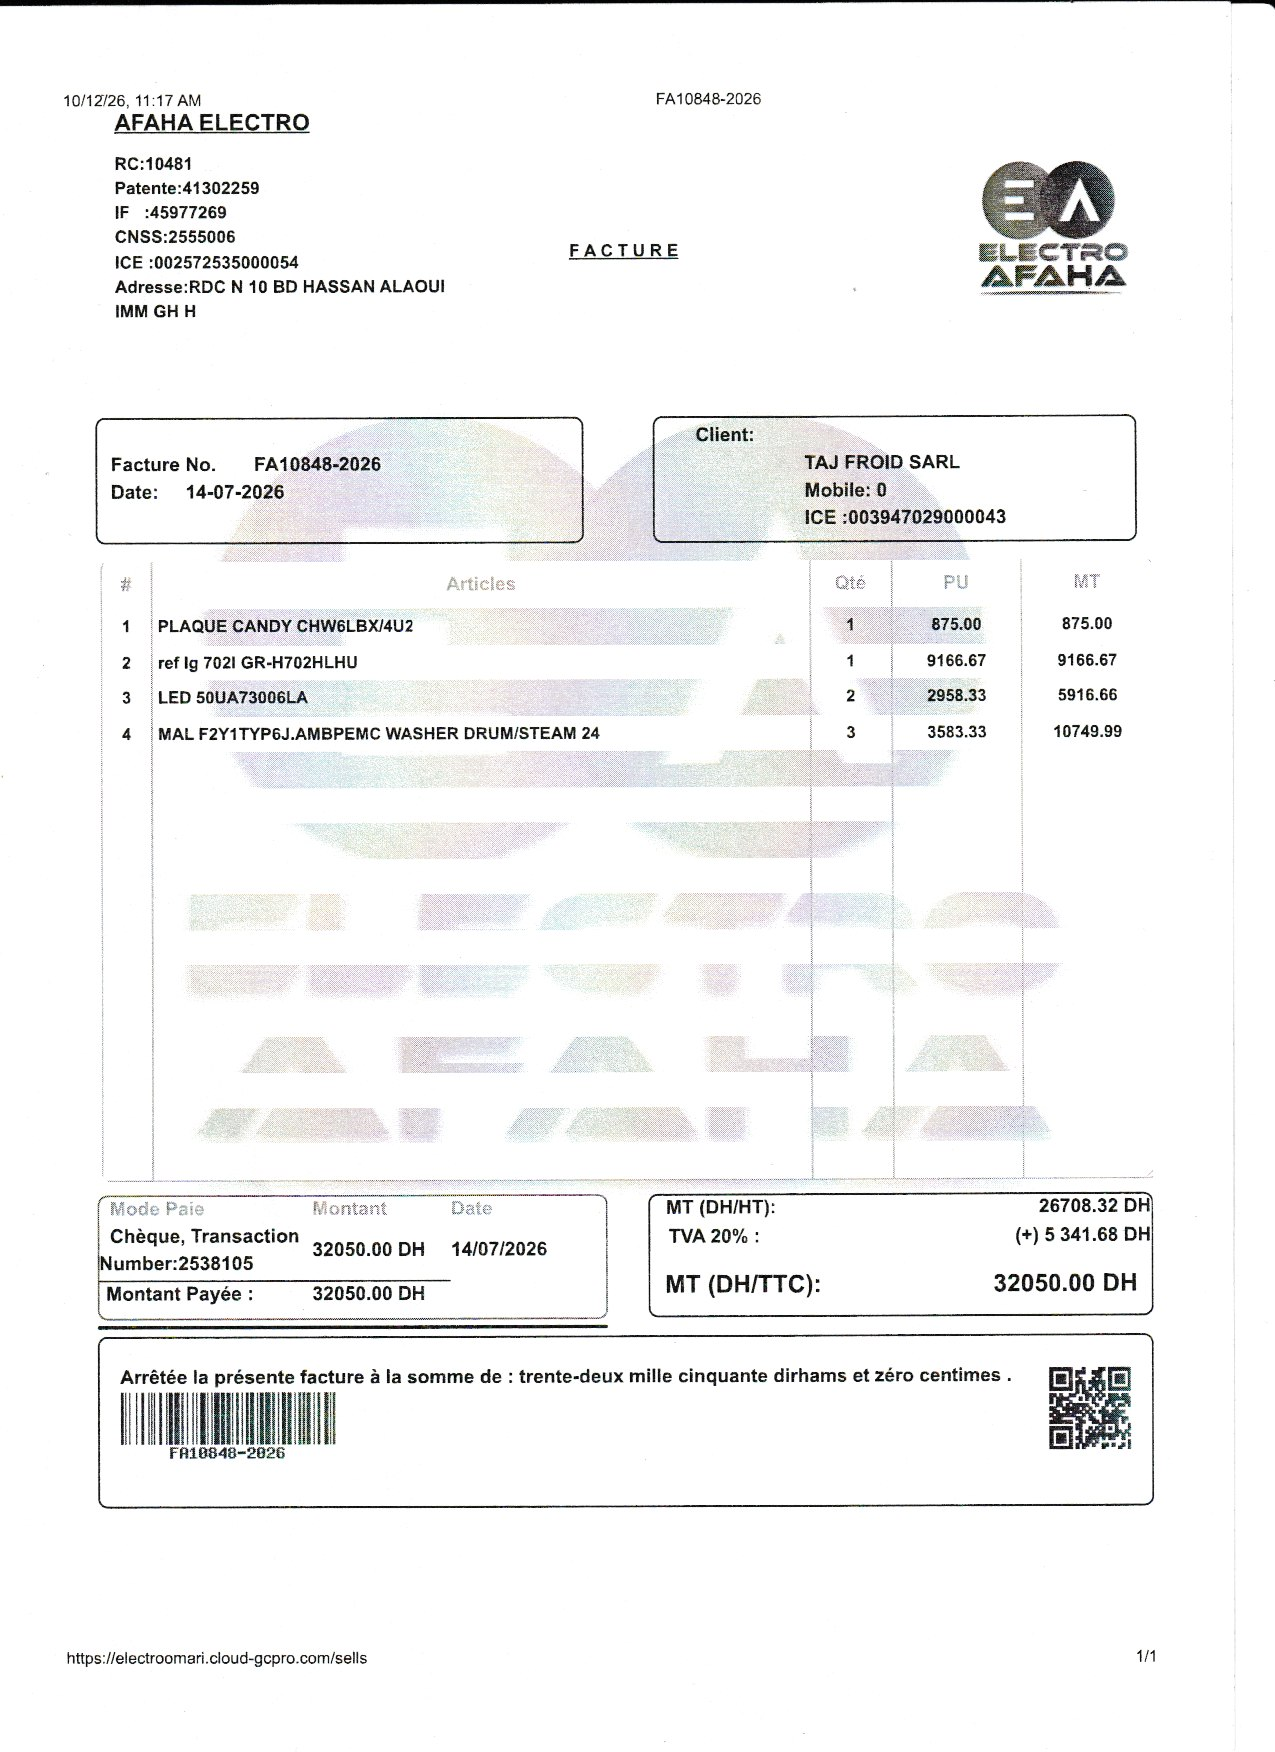 10/12/26, 11:17 AM
FA10848-2026
AFAHA ELECTRO
RC:10481
Patente:41302259
IF :45977269
CNSS:2555006
ICE :002572535000054
Adresse:RDC N 10 BD HASSAN ALAOUI
IMM GH H
FACTURE
EA
ELECTRO
AFAHA
Facture No. FA10848-2026
Date: 14-07-2026
Client:
TAJ FROID SARL
Mobile: 0
ICE :003947029000043
# Articles Qté PU MT
1 PLAQUE CANDY CHW6LBX/4U2 1 875.00 875.00
2 ref lg 702l GR-H702HLHU 1 9166.67 9166.67
3 LED 50UA73006LA 2 2958.33 5916.66
4 MAL F2Y1TYP6J.AMBPEMC WASHER DRUM/STEAM 24 3 3583.33 10749.99
ELECTRO
AFAHA
Mode Paie Montant Date
Chèque, Transaction
Number:2538105 32050.00 DH 14/07/2026
Montant Payée : 32050.00 DH
MT (DH/HT): 26708.32 DH
TVA 20% : (+) 5 341.68 DH
MT (DH/TTC): 32050.00 DH
Arrêtée la présente facture à la somme de : trente-deux mille cinquante dirhams et zéro centimes .
FA10848-2026
https://electroomari.cloud-gcpro.com/sells
1/1